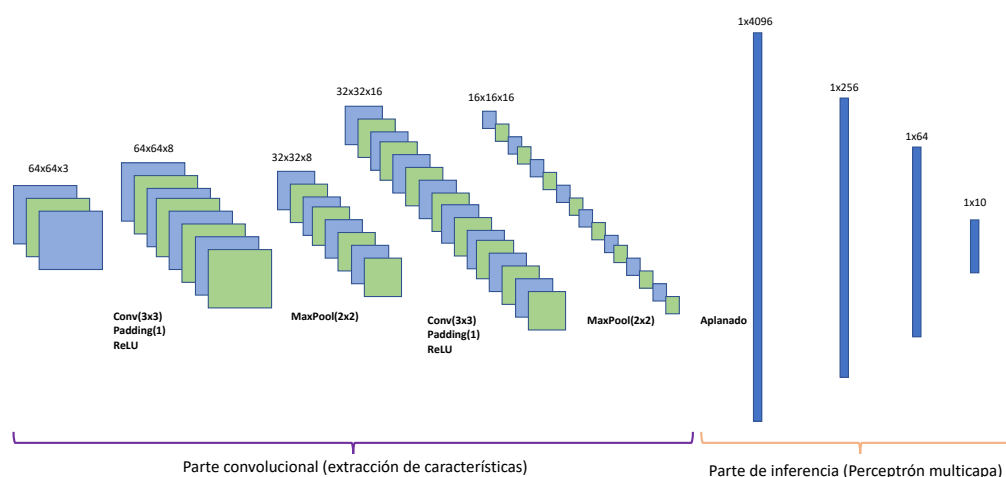 64x64x3
64x64x8
32x32x8
32x32x16
16x16x16
1x4096
1x256
1x64
1x10
Conv(3x3)
Padding(1)
ReLU
MaxPool(2x2)
Conv(3x3)
Padding(1)
ReLU
MaxPool(2x2)
Aplanado
Parte convolucional (extracción de características)
Parte de inferencia (Perceptrón multicapa)